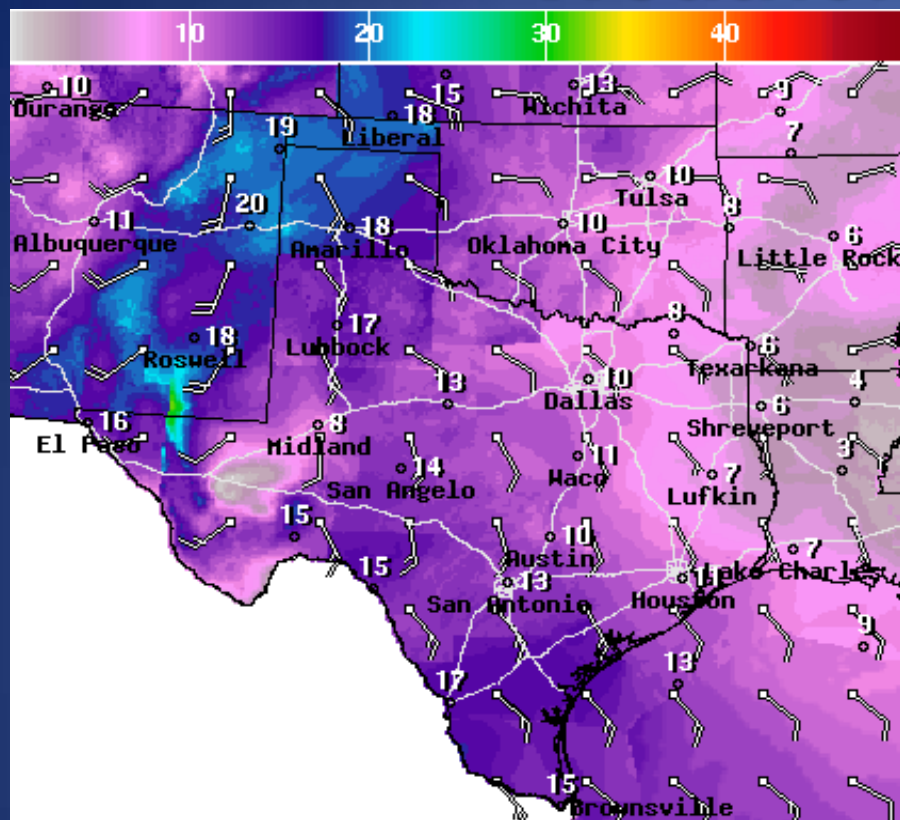 10 20 30 40
10
Durango
15
13
Wichita
9
18
Liberal
19
7
10
Tulsa
11
Albuquerque
20
18
Amarillo
10
Oklahoma City
6
Little Rock
18
Roswell
17
Lubbock
8
6
Texarkana
13
10
Dallas
4
16
El Paso
8
Midland
6
Shreveport
14
San Angelo
11
Waco
7
Lufkin
3
15
10
Austin
7
Lake Charles
15
13
San Antonio
11
Houston
9
17
13
15
Brownsville